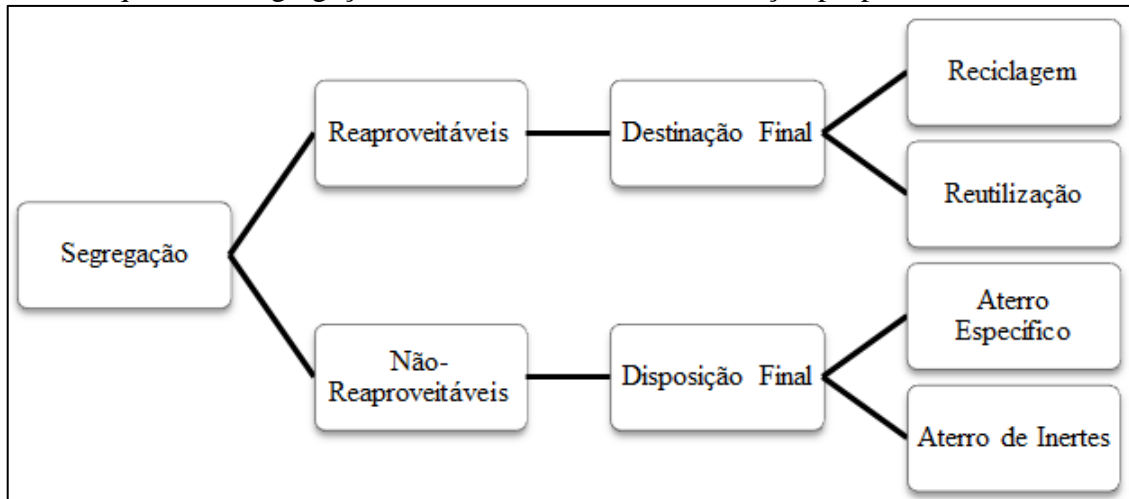 Segregação
Reaproveitáveis
Destinação Final
Reciclagem
Reutilização
Não-
Reaproveitáveis
Disposição Final
Aterro
Específico
Aterro de Inertes